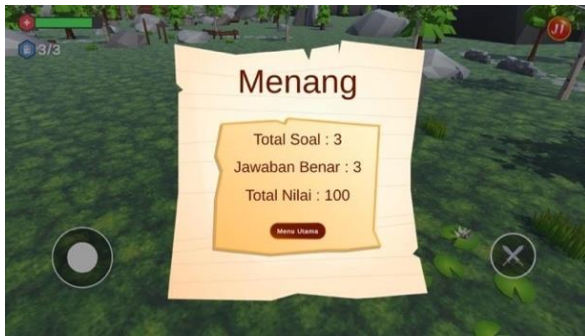 3/3
Menang
Total Soal : 3
Jawaban Benar : 3
Total Nilai : 100
Menu Utama